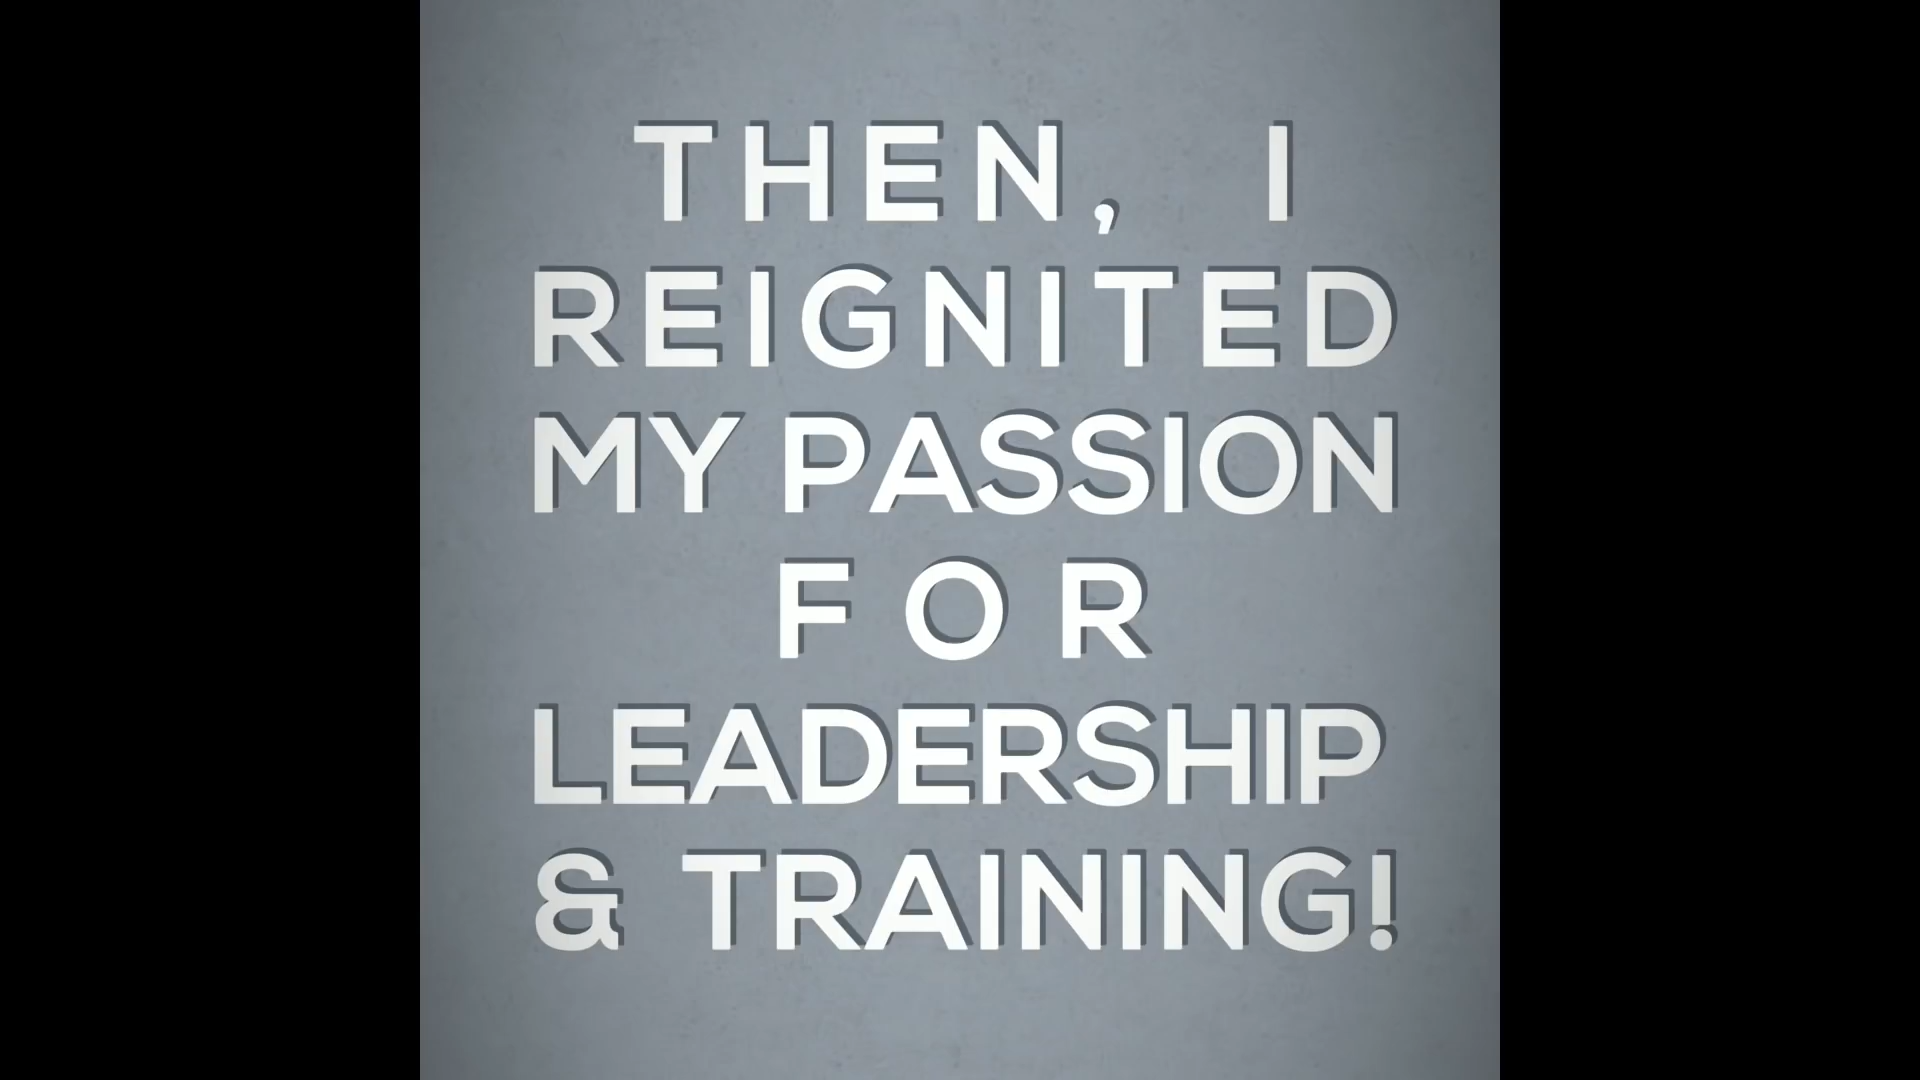 THEN, I
REIGNITED
MY PASSION
FOR
LEADERSHIP
& TRAINING!